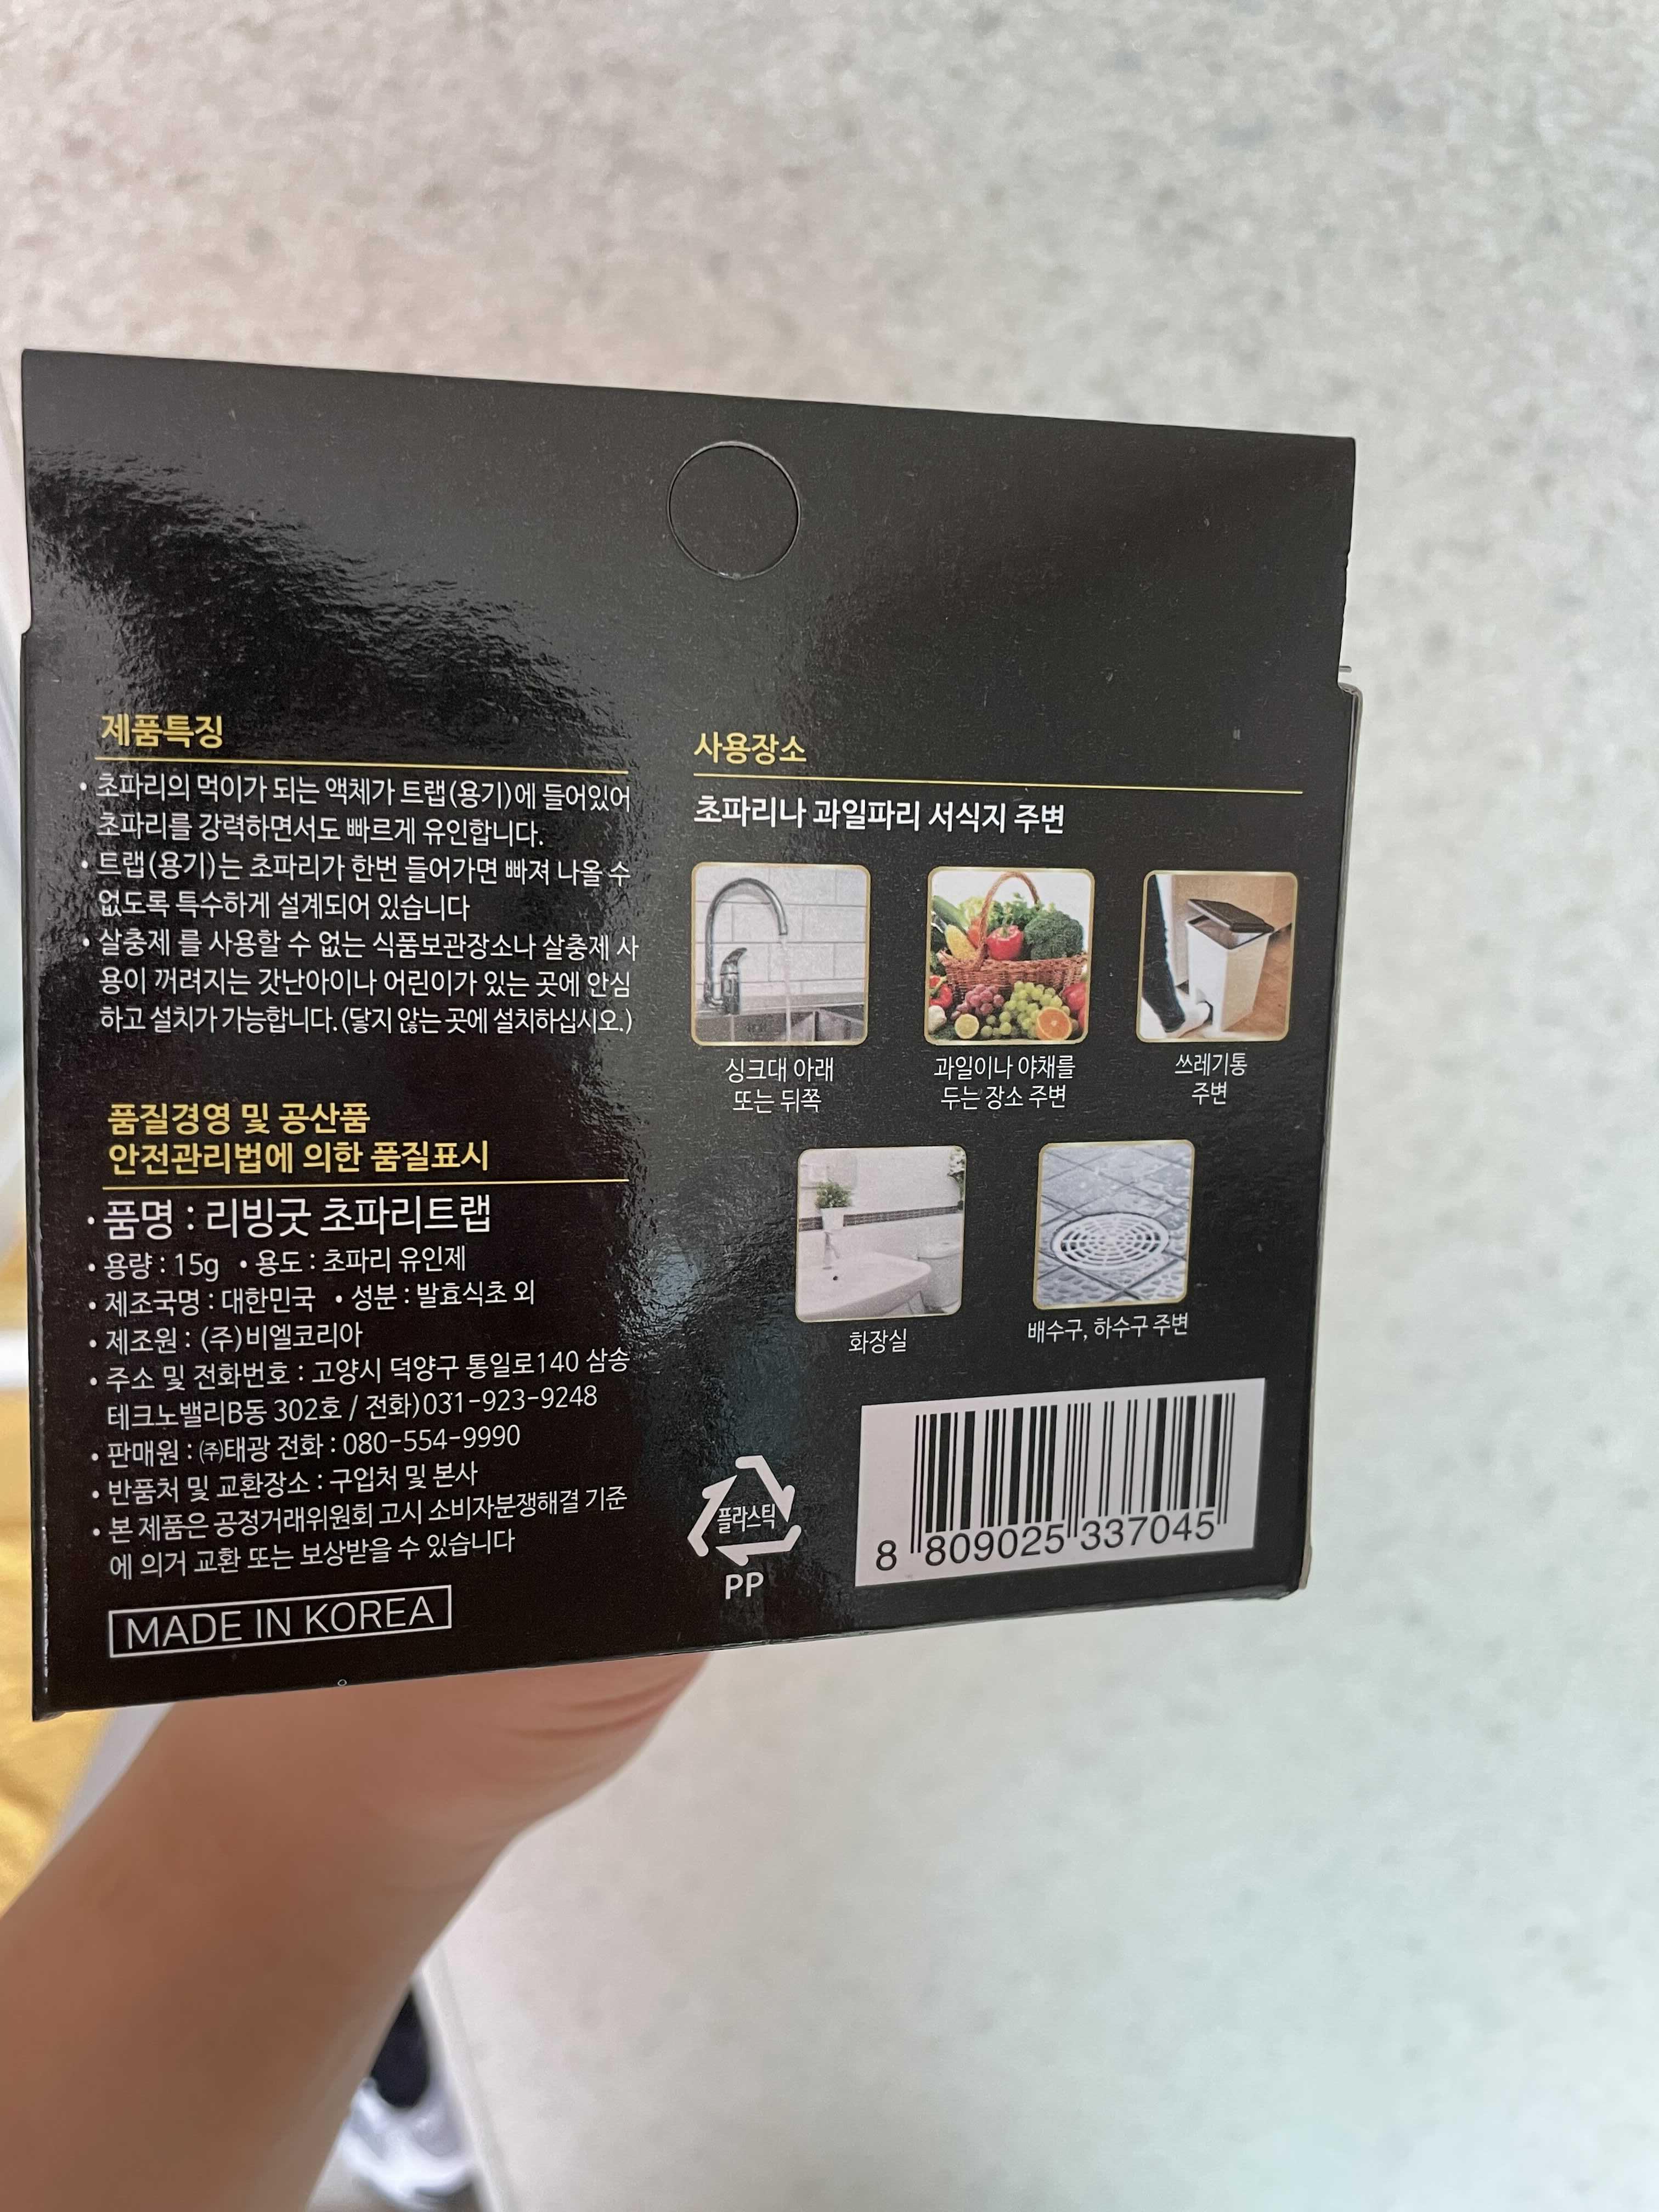 제품특징
• 초파리의 먹이가 되는 액체가 트랩(용기)에 들어있어
초파리를 강력하면서도 빠르게 유인합니다.
• 트랩(용기)는 초파리가 한번 들어가면 빠져 나올 수
없도록 특수하게 설계되어 있습니다
• 살충제 를 사용할 수 없는 식품보관장소나 살충제 사
용이 꺼려지는 갓난아이나 어린이가 있는 곳에 안심
하고 설치가 가능합니다.(닿지 않는 곳에 설치하십시오.)
품질경영 및 공산품
안전관리법에 의한 품질표시
• 품명 : 리빙굿 초파리트랩
• 용량 : 15g • 용도 : 초파리 유인제
• 제조국명 : 대한민국 • 성분 : 발효식초 외
• 제조원 : (주)비엘코리아
• 주소 및 전화번호 : 고양시 덕양구 통일로140 삼송
테크노밸리B동 302호 / 전화)031-923-9248
• 판매원 : ㈜태광 전화 : 080-554-9990
• 반품처 및 교환장소 : 구입처 및 본사
• 본 제품은 공정거래위원회 고시 소비자분쟁해결 기준
에 의거 교환 또는 보상받을 수 있습니다
MADE IN KOREA
사용장소
초파리나 과일파리 서식지 주변
싱크대 아래
또는 뒤쪽
과일이나 야채를
두는 장소 주변
쓰레기통
주변
화장실
배수구, 하수구 주변
플라스틱
PP
8 809025 337045